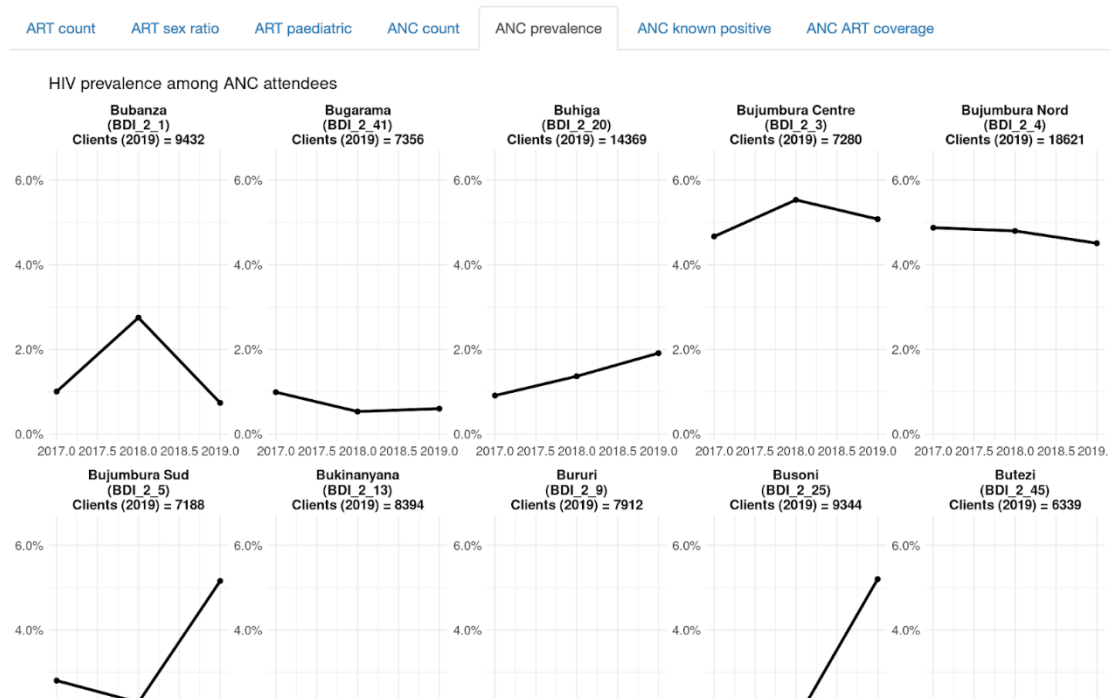 ART count ART sex ratio ART paediatric ANC count ANC prevalence ANC known positive ANC ART coverage
HIV prevalence among ANC attendees
Bubanza Bugarama Buhiga Bujumbura Centre Bujumbura Nord
(BDI_2_1) (BDI_2_41) (BDI_2_20) (BDI_2_3) (BDI_2_4)
Clients (2019) = 9432 Clients (2019) = 7356 Clients (2019) = 14369 Clients (2019) = 7280 Clients (2019) = 18621
6.0% 6.0% 6.0% 6.0% 6.0%
4.0% 4.0% 4.0% 4.0% 4.0%
2.0% 2.0% 2.0% 2.0% 2.0%
0.0% 0.0% 0.0% 0.0% 0.0%
2017.0 2017.5 2018.0 2018.5 2019.0 2017.0 2017.5 2018.0 2018.5 2019.0 2017.0 2017.5 2018.0 2018.5 2019.0 2017.0 2017.5 2018.0 2018.5 2019.0 2017.0 2017.5 2018.0 2018.5 2019.
Bujumbura Sud Bukinanyana Bururi Busoni Butezi
(BDI_2_5) (BDI_2_13) (BDI_2_9) (BDI_2_25) (BDI_2_45)
Clients (2019) = 7188 Clients (2019) = 8394 Clients (2019) = 7912 Clients (2019) = 9344 Clients (2019) = 6339
6.0% 6.0% 6.0% 6.0% 6.0%
4.0% 4.0% 4.0% 4.0% 4.0%